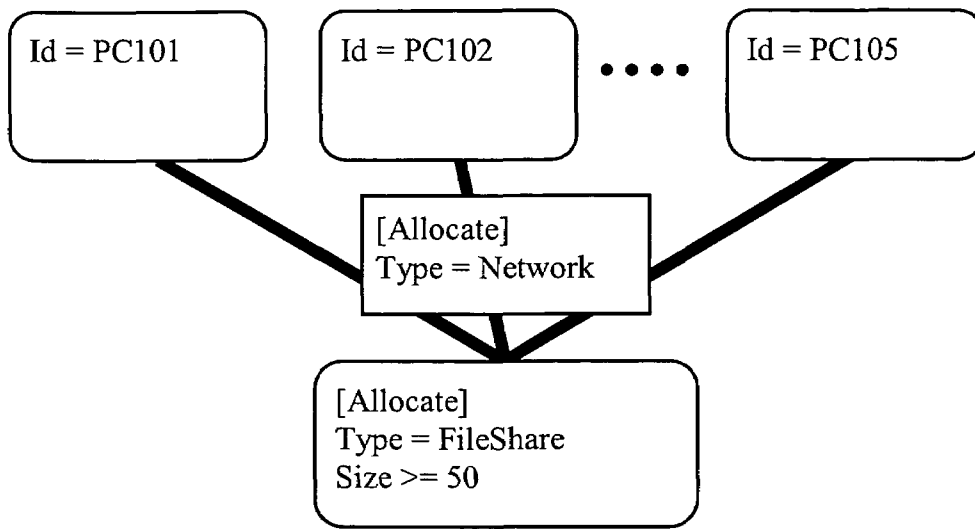 Id = PC101
Id = PC102
Id = PC105
[Allocate]
Type = Network
[Allocate]
Type = FileShare
Size >= 50